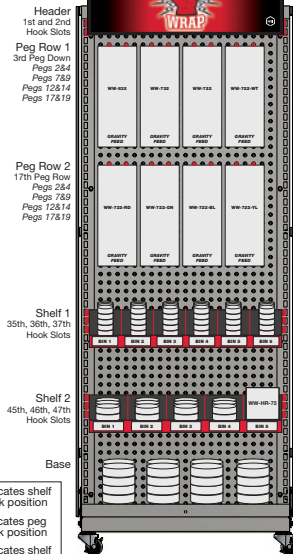 Header
1st and 2nd
Hook Slots
WRAP
Peg Row 1
3rd Peg Down
Pegs 2&4
Pegs 7&9
Pegs 12&14
Pegs 17&19
WW-732
WW-722-WT
GRAVITY FEED
GRAVITY FEED
GRAVITY FEED
GRAVITY FEED
Peg Row 2
17th Peg Row
Pegs 2&4
Pegs 7&9
Pegs 12&14
Pegs 17&19
WW-722-RD
WW-722-GN
WW-722-BL
WW-722-YL
GRAVITY FEED
GRAVITY FEED
GRAVITY FEED
GRAVITY FEED
Shelf 1
35th, 36th, 37th
Hook Slots
BIN 1
BIN 2
BIN 3
BIN 4
BIN 5
BIN 6
Shelf 2
45th, 46th, 47th
Hook Slots
WW-HR-75
BIN 1
BIN 2
BIN 3
BIN 4
BIN 5
Base
cates shelf
k position
cates peg
k position
cates shelf